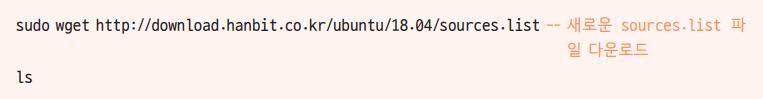 sudo wget http://download.hanbit.co.kr/ubuntu/18.04/sources.list -- 새로운 sources.list 파
일 다운로드
ls